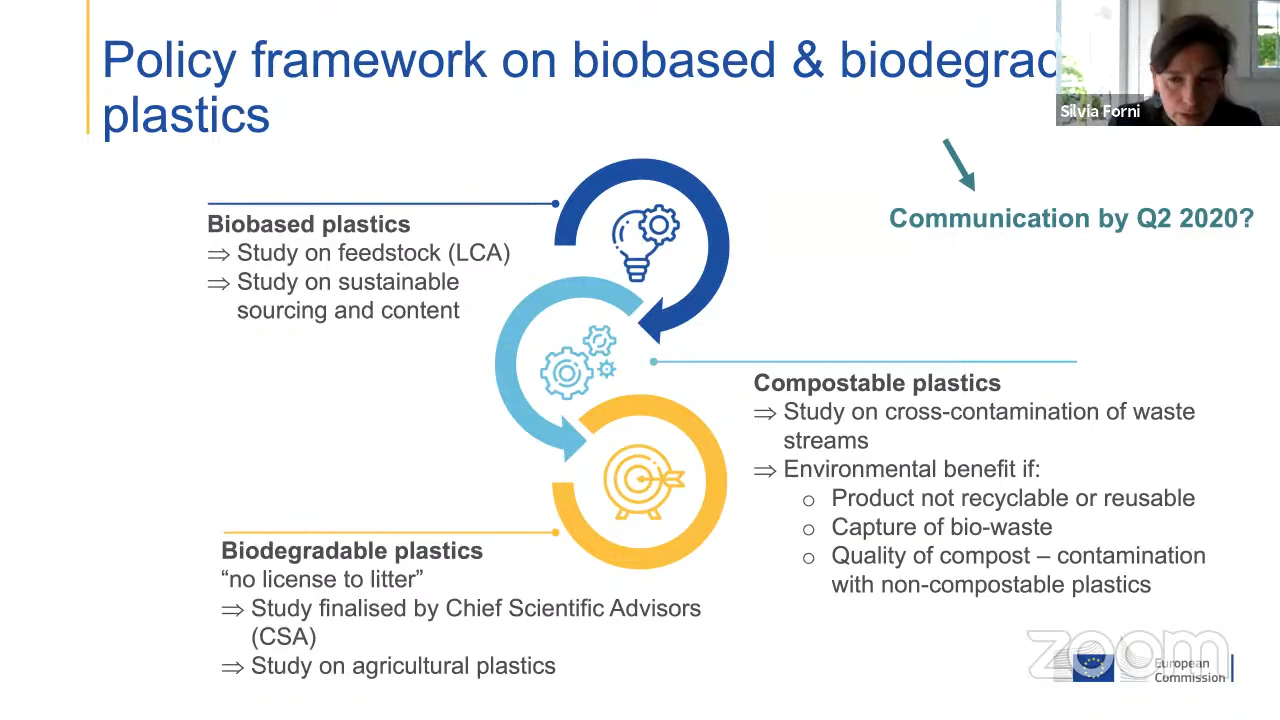 Policy framework on biobased & biodegrad
plastics
Silvia Forni
Communication by Q2 2020?
Biobased plastics
⇒ Study on feedstock (LCA)
⇒ Study on sustainable
sourcing and content
Compostable plastics
⇒ Study on cross-contamination of waste
streams
⇒ Environmental benefit if:
o Product not recyclable or reusable
o Capture of bio-waste
o Quality of compost – contamination
with non-compostable plastics
Biodegradable plastics
“no license to litter”
⇒ Study finalised by Chief Scientific Advisors
(CSA)
⇒ Study on agricultural plastics
zoom
European
Commission